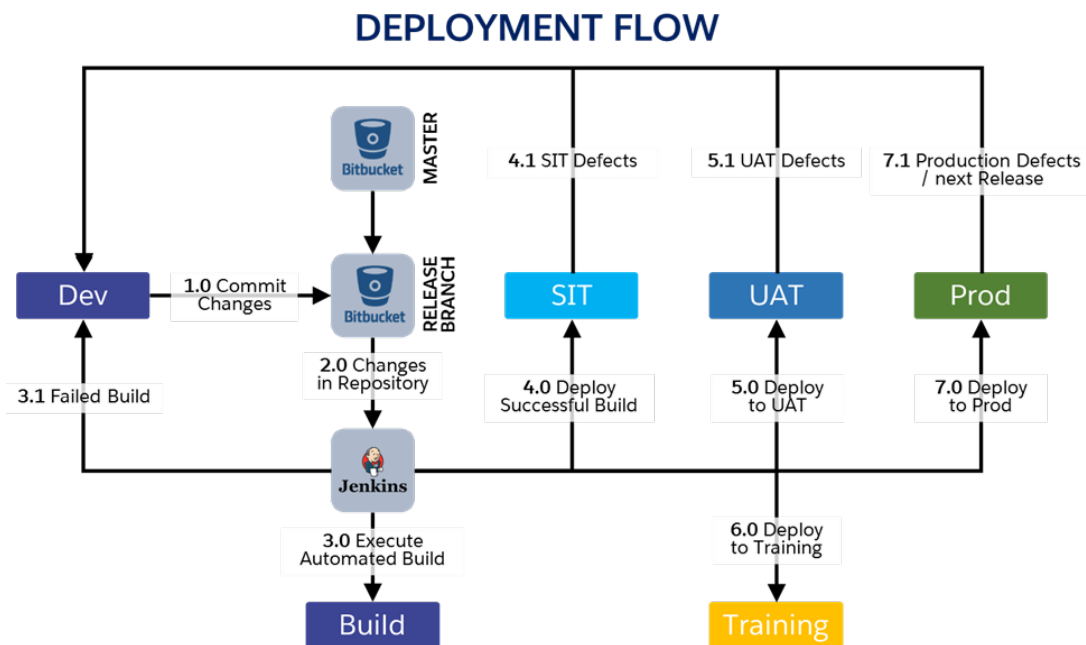 DEPLOYMENT FLOW
Bitbucket
MASTER
4.1 SIT Defects
5.1 UAT Defects
7.1 Production Defects
/ next Release
Dev
1.0 Commit
Changes
Bitbucket
RELEASE
BRANCH
SIT
UAT
Prod
3.1 Failed Build
2.0 Changes
in Repository
4.0 Deploy
Successful Build
5.0 Deploy
to UAT
7.0 Deploy
to Prod
Jenkins
3.0 Execute
Automated Build
6.0 Deploy
to Training
Build
Training